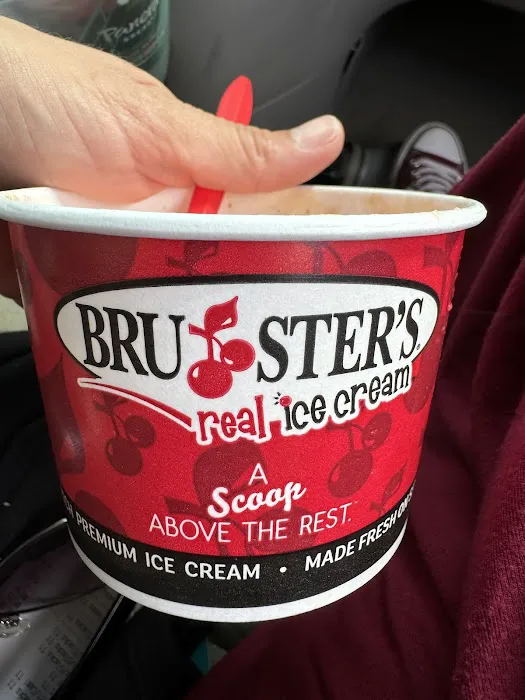 BRUSTER'S
real ice cream
A
Scoop
ABOVE THE REST.
PREMIUM ICE CREAM • MADE FRESH